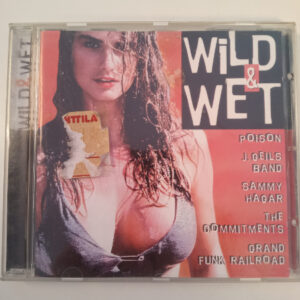 WILD & WET
WiLD
&
WET
POISON
J. GEILS
BAND
SAMMY
HAGAR
THE
COMMITMENTS
GRAND
FUNK RAILROAD